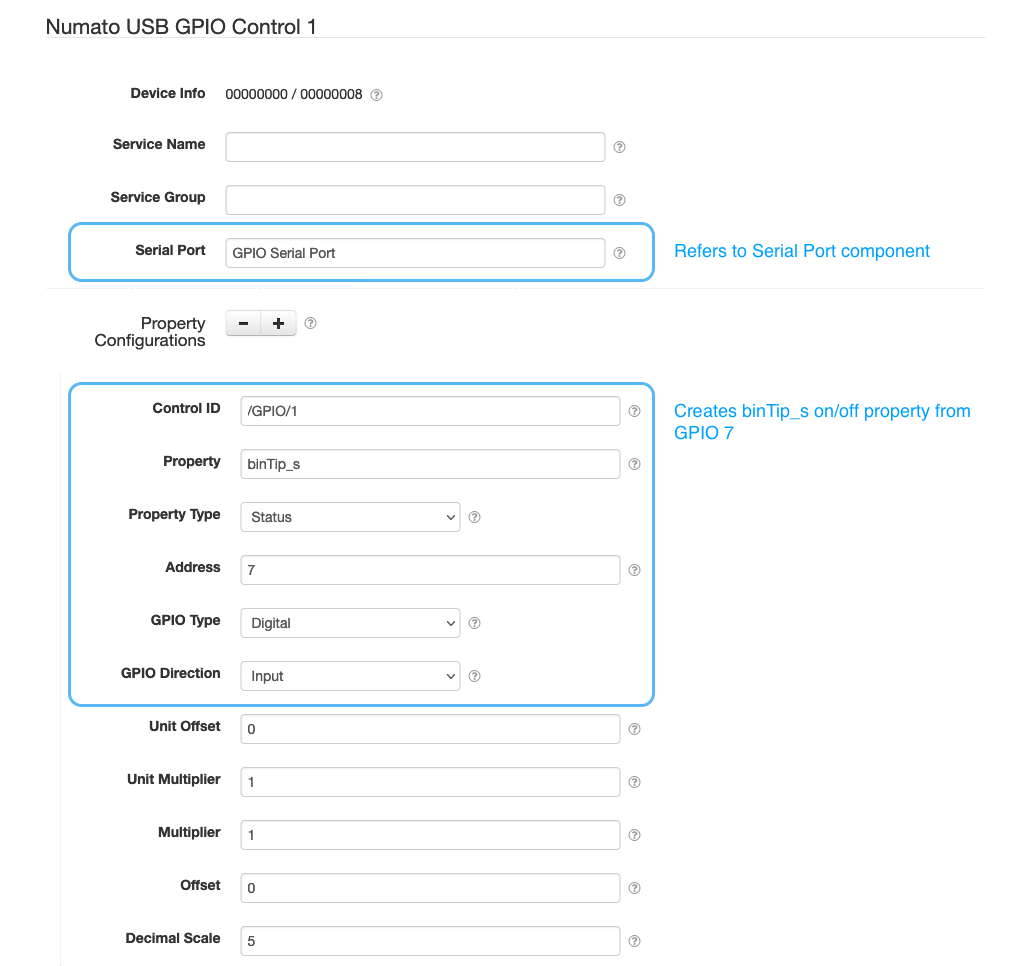 Numato USB GPIO Control 1
Device Info 00000000 / 00000008 ?
Service Name ?
Service Group ?
Serial Port GPIO Serial Port ? Refers to Serial Port component
Property
Configurations − + ?
Control ID /GPIO/1 ? Creates binTip_s on/off property from
GPIO 7
Property binTip_s ?
Property Type Status ?
Address 7 ?
GPIO Type Digital ?
GPIO Direction Input ?
Unit Offset 0 ?
Unit Multiplier 1 ?
Multiplier 1 ?
Offset 0 ?
Decimal Scale 5 ?